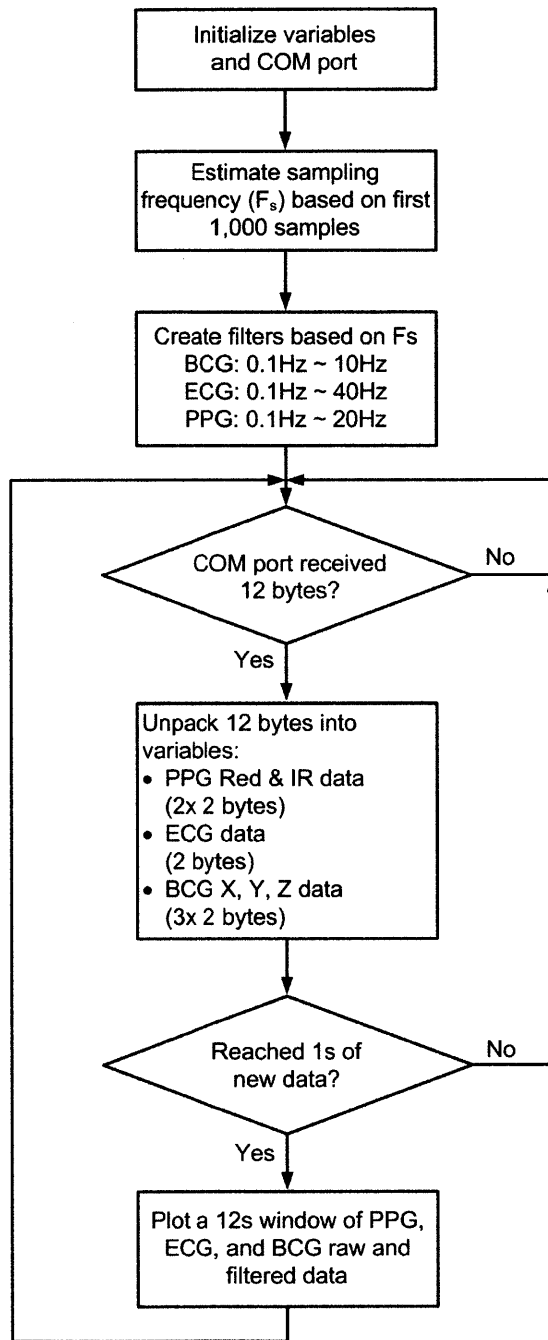 Initialize variables
and COM port
Estimate sampling
frequency (Fs) based on first
1,000 samples
Create filters based on Fs
BCG: 0.1Hz ~ 10Hz
ECG: 0.1Hz ~ 40Hz
PPG: 0.1Hz ~ 20Hz
COM port received
12 bytes?
No
Yes
Unpack 12 bytes into
variables:
• PPG Red & IR data
(2x 2 bytes)
• ECG data
(2 bytes)
• BCG X, Y, Z data
(3x 2 bytes)
Reached 1s of
new data?
No
Yes
Plot a 12s window of PPG,
ECG, and BCG raw and
filtered data